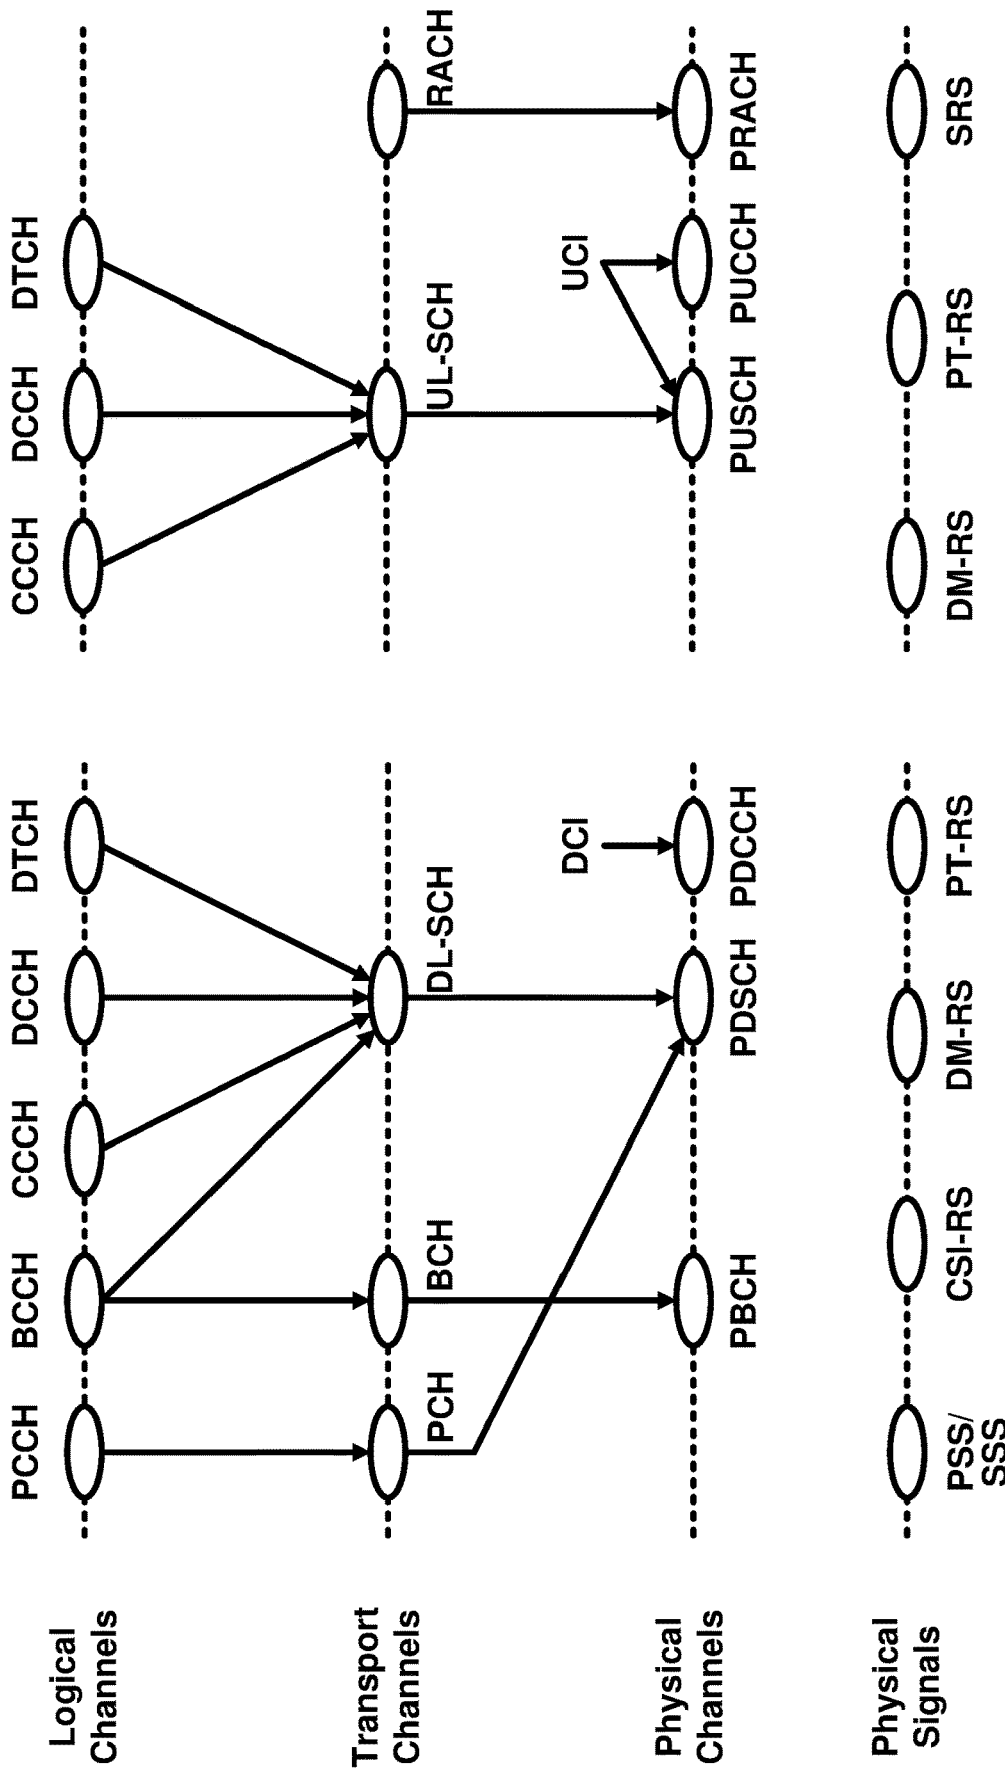 PCCH
BCCH
CCCH
DCCH
DTCH
CCCH
DCCH
DTCH
Logical
Channels
Transport
Channels
PCH
BCH
DL-SCH
UL-SCH
RACH
DCI
UCI
Physical
Channels
PBCH
PDSCH
PDCCH
PUSCH
PUCCH
PRACH
Physical
Signals
PSS/
SSS
CSI-RS
DM-RS
PT-RS
DM-RS
PT-RS
SRS